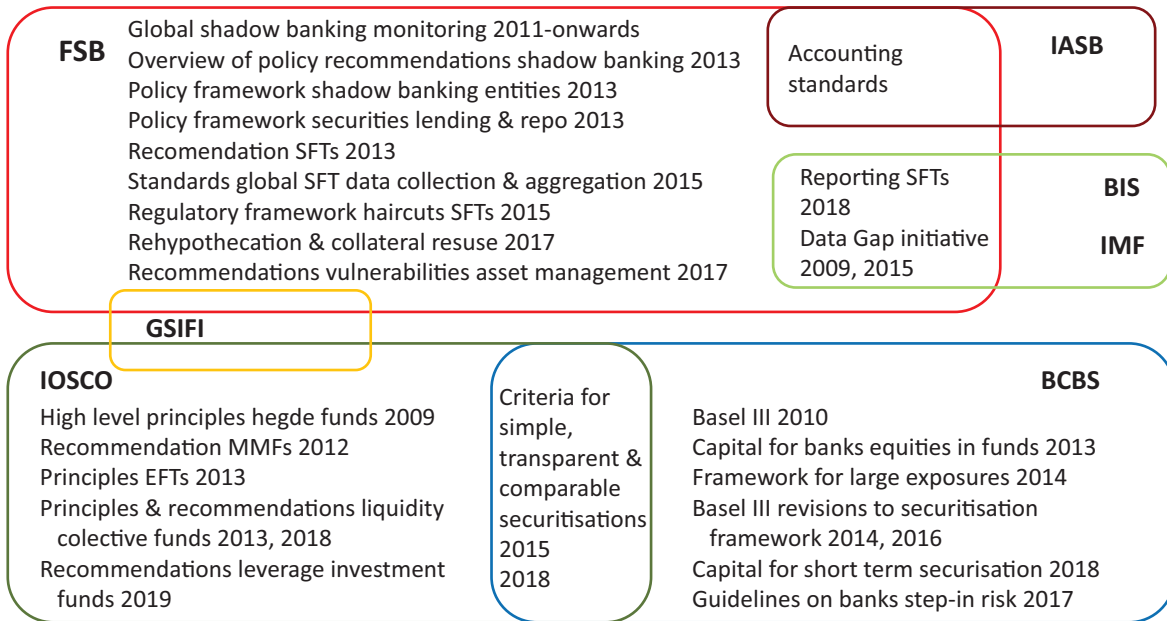 FSB
Global shadow banking monitoring 2011-onwards
Overview of policy recommendations shadow banking 2013
Policy framework shadow banking entities 2013
Policy framework securities lending & repo 2013
Recomendation SFTs 2013
Standards global SFT data collection & aggregation 2015
Regulatory framework haircuts SFTs 2015
Rehypothecation & collateral resuse 2017
Recommendations vulnerabilities asset management 2017
Accounting
standards
IASB
Reporting SFTs
2018
Data Gap initiative
2009, 2015
BIS
IMF
GSIFI
IOSCO
High level principles hegde funds 2009
Recommendation MMFs 2012
Principles EFTs 2013
Principles & recommendations liquidity
colective funds 2013, 2018
Recommendations leverage investment
funds 2019
Criteria for
simple,
transparent &
comparable
securitisations
2015
2018
BCBS
Basel III 2010
Capital for banks equities in funds 2013
Framework for large exposures 2014
Basel III revisions to securitisation
framework 2014, 2016
Capital for short term securisation 2018
Guidelines on banks step-in risk 2017